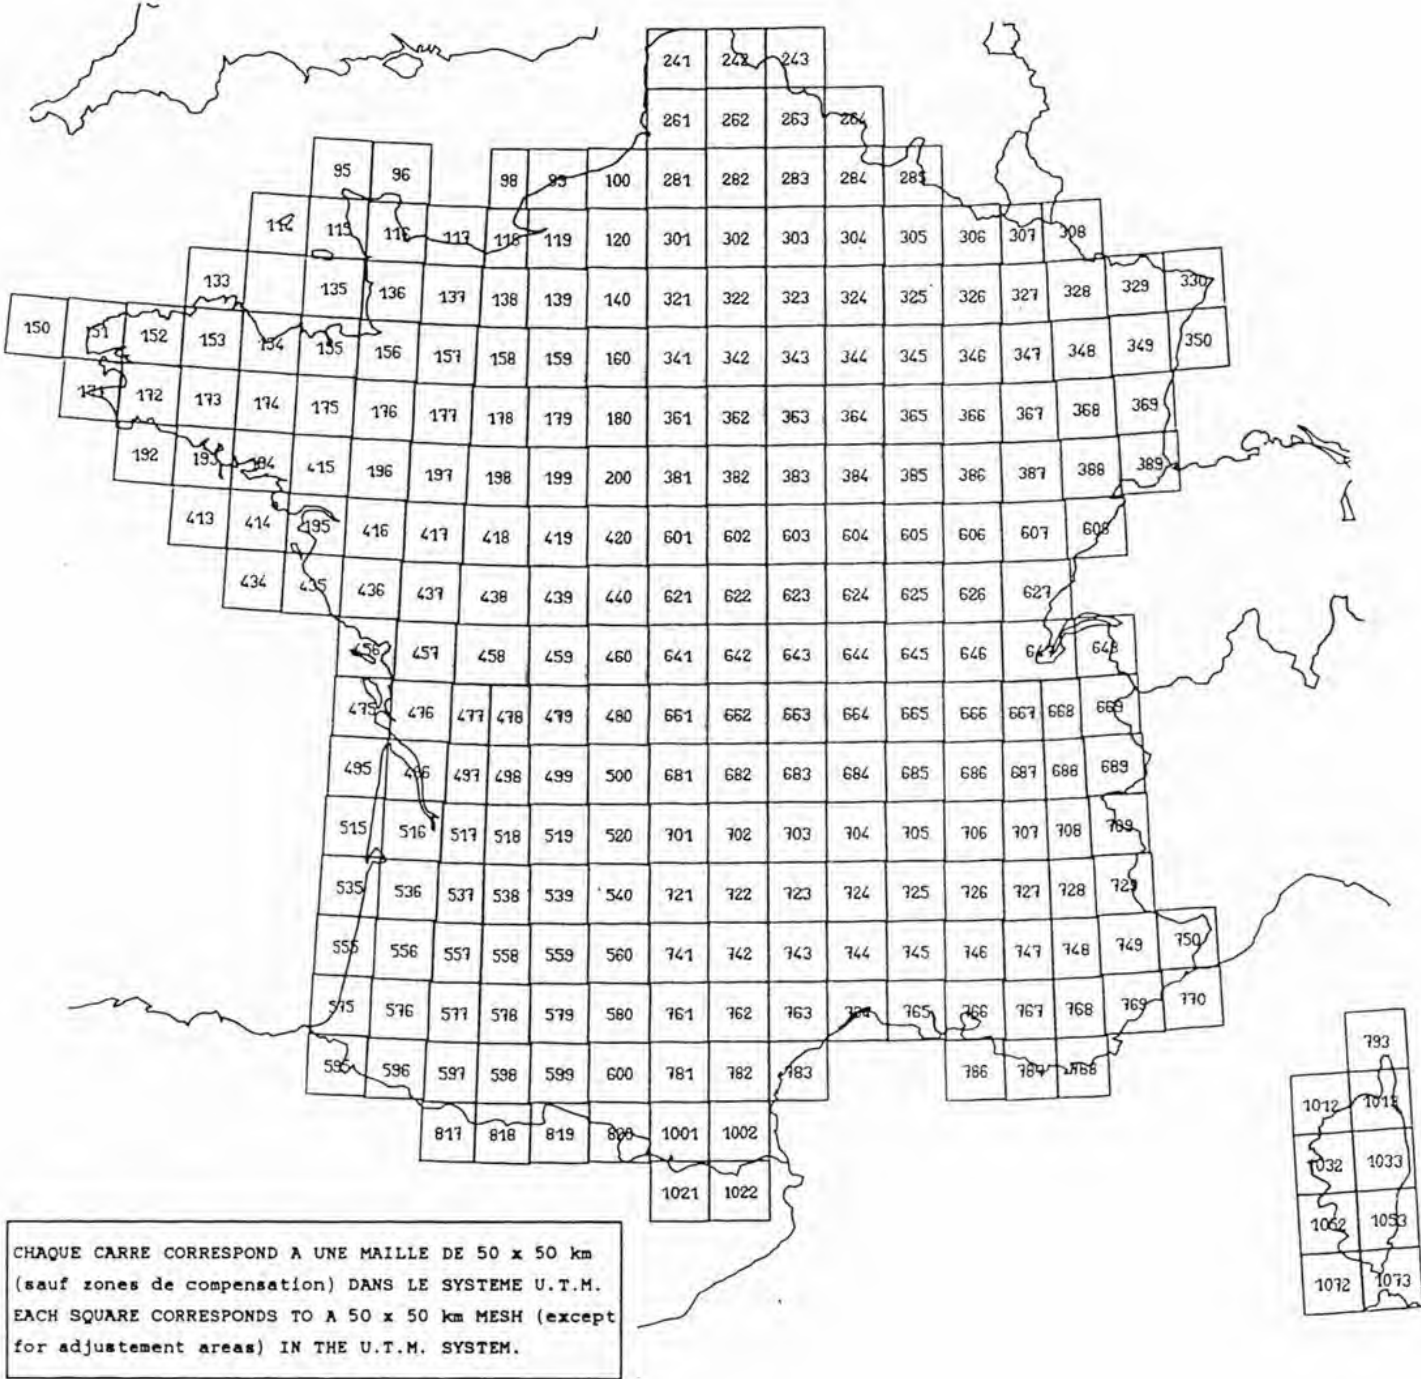 241 242 243
261 262 263 264
95 96 98 99 100 281 282 283 284 285
114 115 116 117 118 119 120 301 302 303 304 305 306 307 308
133 135 136 137 138 139 140 321 322 323 324 325 326 327 328 329 330
150 151 152 153 154 155 156 157 158 159 160 341 342 343 344 345 346 347 348 349 350
171 172 173 174 175 176 177 178 179 180 361 362 363 364 365 366 367 368 369
192 193 194 415 196 197 198 199 200 381 382 383 384 385 386 387 388 389
413 414 195 416 417 418 419 420 601 602 603 604 605 606 607 608
434 435 436 437 438 439 440 621 622 623 624 625 626 627
456 457 458 459 460 641 642 643 644 645 646 647 648
475 476 477 478 479 480 661 662 663 664 665 666 667 668 669
495 496 497 498 499 500 681 682 683 684 685 686 687 688 689
515 516 517 518 519 520 701 702 703 704 705 706 707 708 709
535 536 537 538 539 540 721 722 723 724 725 726 727 728 729
555 556 557 558 559 560 741 742 743 744 745 746 747 748 749 750
575 576 577 578 579 580 761 762 763 764 765 766 767 768 769 770
595 596 597 598 599 600 781 782 783 786 787 788
793
817 818 819 820 1001 1002
1012 1013
1021 1022
1032 1033
1052 1053
1072 1073
CHAQUE CARRE CORRESPOND A UNE MAILLE DE 50 x 50 km
(sauf zones de compensation) DANS LE SYSTEME U.T.M.
EACH SQUARE CORRESPONDS TO A 50 x 50 km MESH (except
for adjustement areas) IN THE U.T.M. SYSTEM.